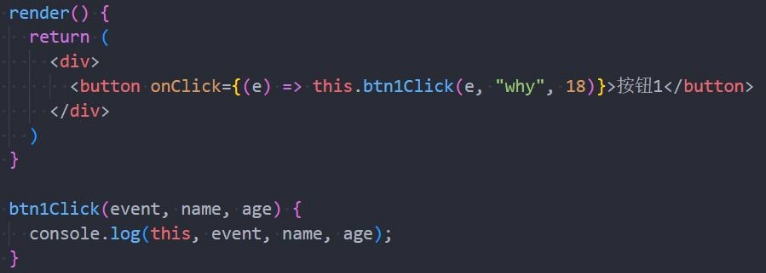 render() {
  return (
    <div>
      <button onClick={(e) => this.btn1Click(e, "why", 18)}>按钮1</button>
    </div>
  )
}

btn1Click(event, name, age) {
  console.log(this, event, name, age);
}